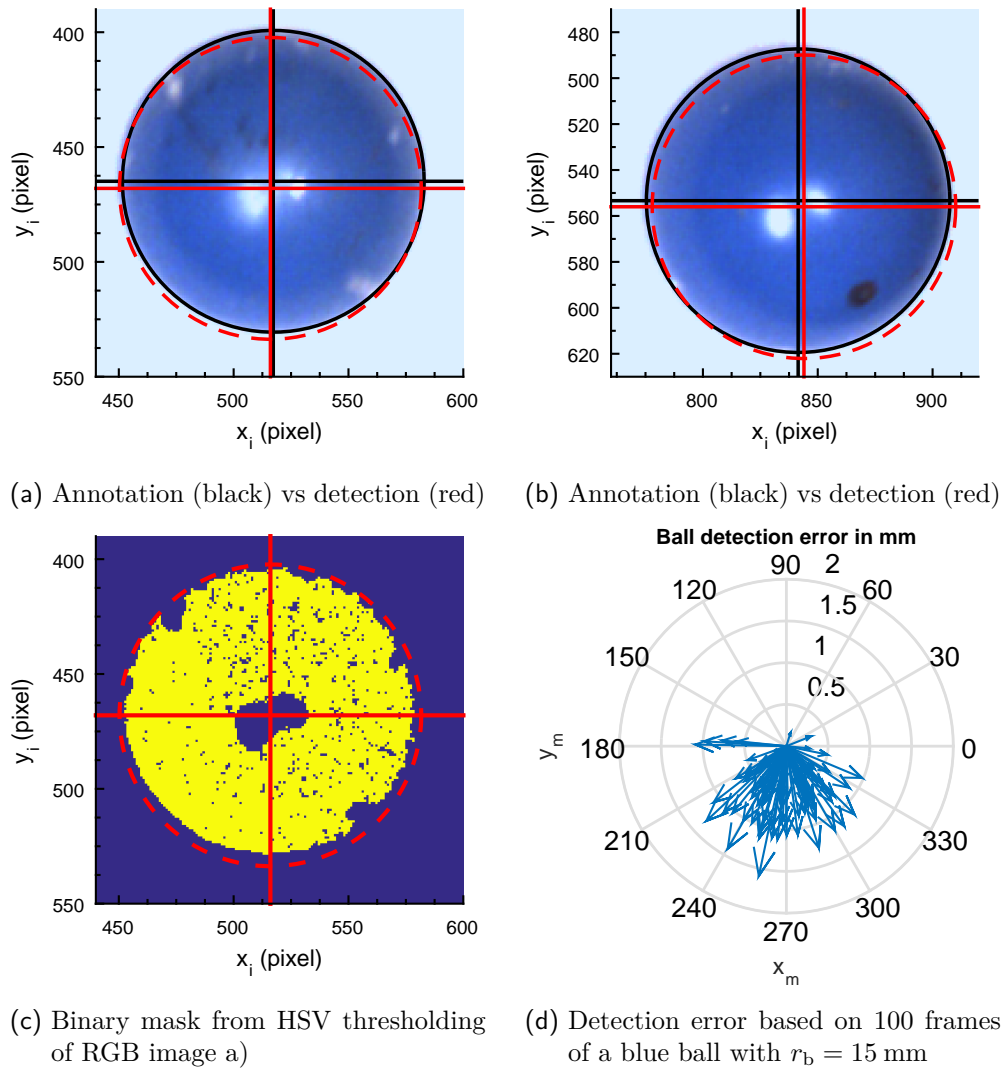 400
450
500
550
y_i (pixel)
450 500 550 600
x_i (pixel)
(a) Annotation (black) vs detection (red)
480
500
520
540
560
580
600
620
y_i (pixel)
800 850 900
x_i (pixel)
(b) Annotation (black) vs detection (red)
400
450
500
550
y_i (pixel)
450 500 550 600
x_i (pixel)
(c) Binary mask from HSV thresholding
of RGB image a)
Ball detection error in mm
90 2
120 1.5 60
150 1 30
0.5
y_m
180 0
210 330
240 300
270
x_m
(d) Detection error based on 100 frames
of a blue ball with r_b = 15 mm